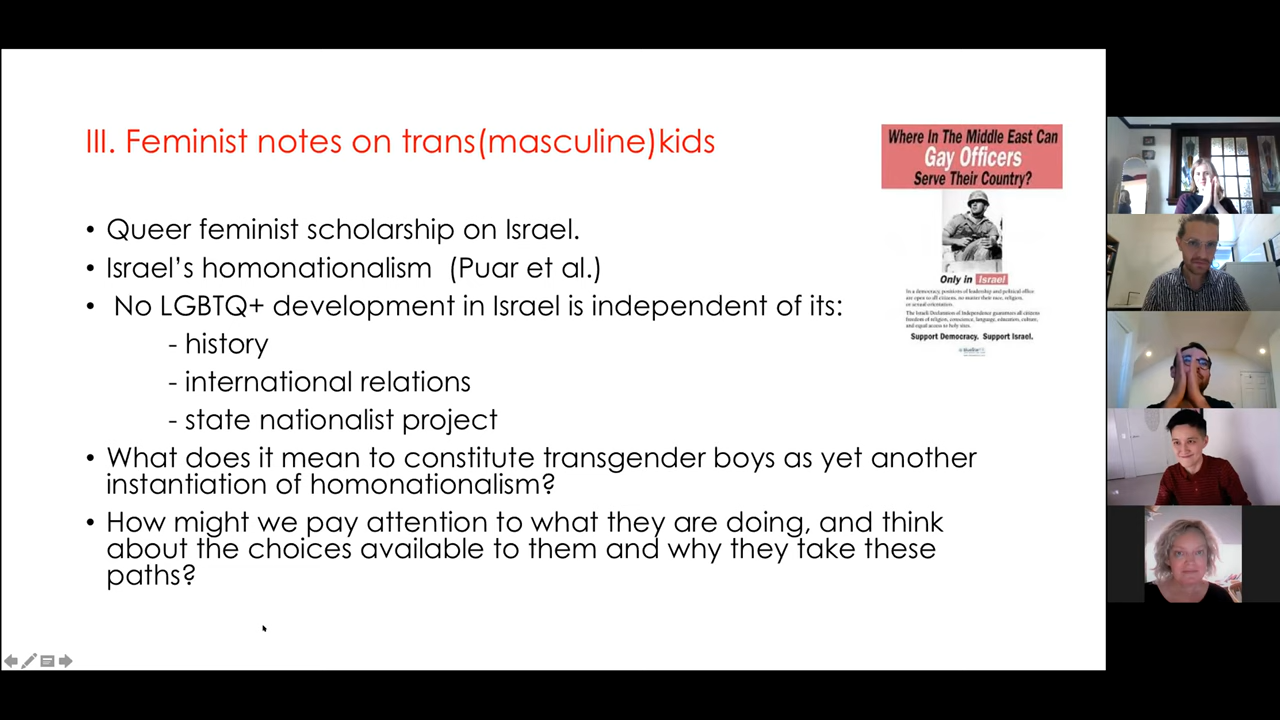 III. Feminist notes on trans(masculine)kids
• Queer feminist scholarship on Israel.
• Israel's homonationalism (Puar et al.)
• No LGBTQ+ development in Israel is independent of its:
- history
- international relations
- state nationalist project
• What does it mean to constitute transgender boys as yet another
instantiation of homonationalism?
• How might we pay attention to what they are doing, and think
about the choices available to them and why they take these
paths?
Where In The Middle East Can
Gay Officers
Serve Their Country?
Only in Israel
In a democracy, positions of leadership and political office
are open to all citizens, no matter their race, religion,
or sexual orientation.
The Israeli Declaration of Independence guarantees all citizens
freedom of religion, conscience, language, education, culture,
and equal access to holy sites.
Support Democracy. Support Israel.